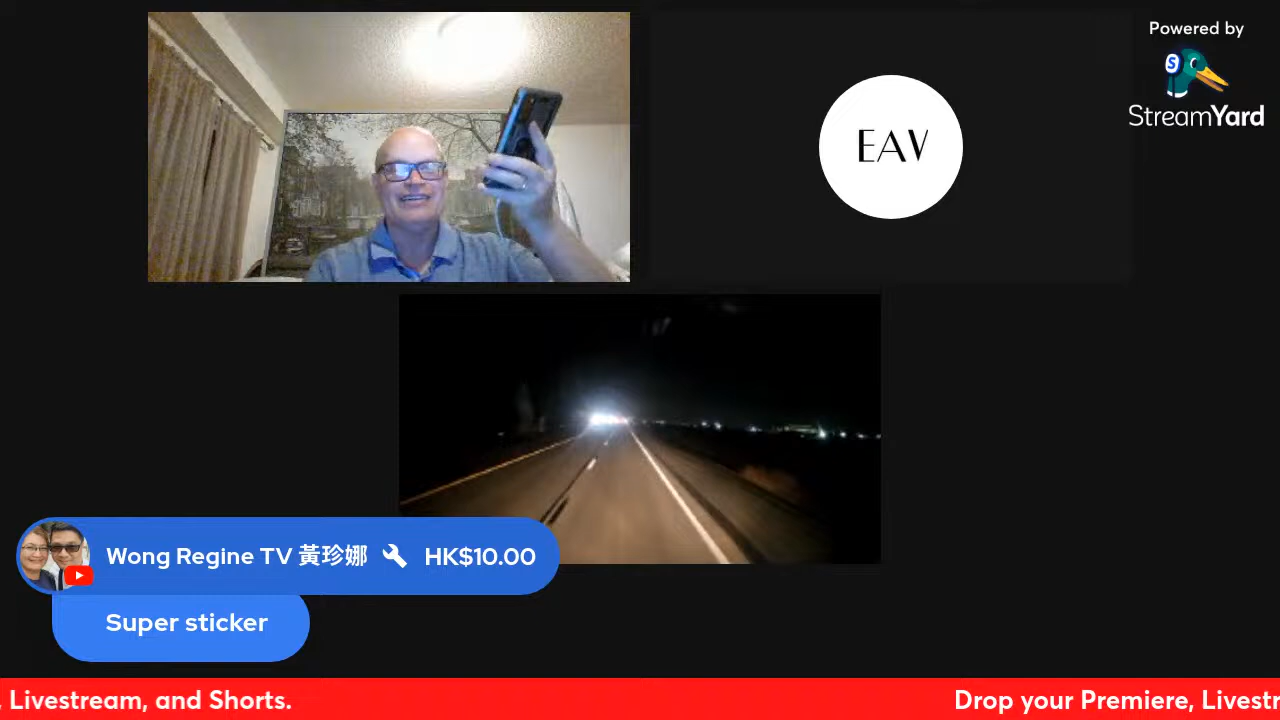 Powered by
StreamYard
EAV
Wong Regine TV 黃珍娜 HK$10.00
Super sticker
, Livestream, and Shorts. Drop your Premiere, Livestr